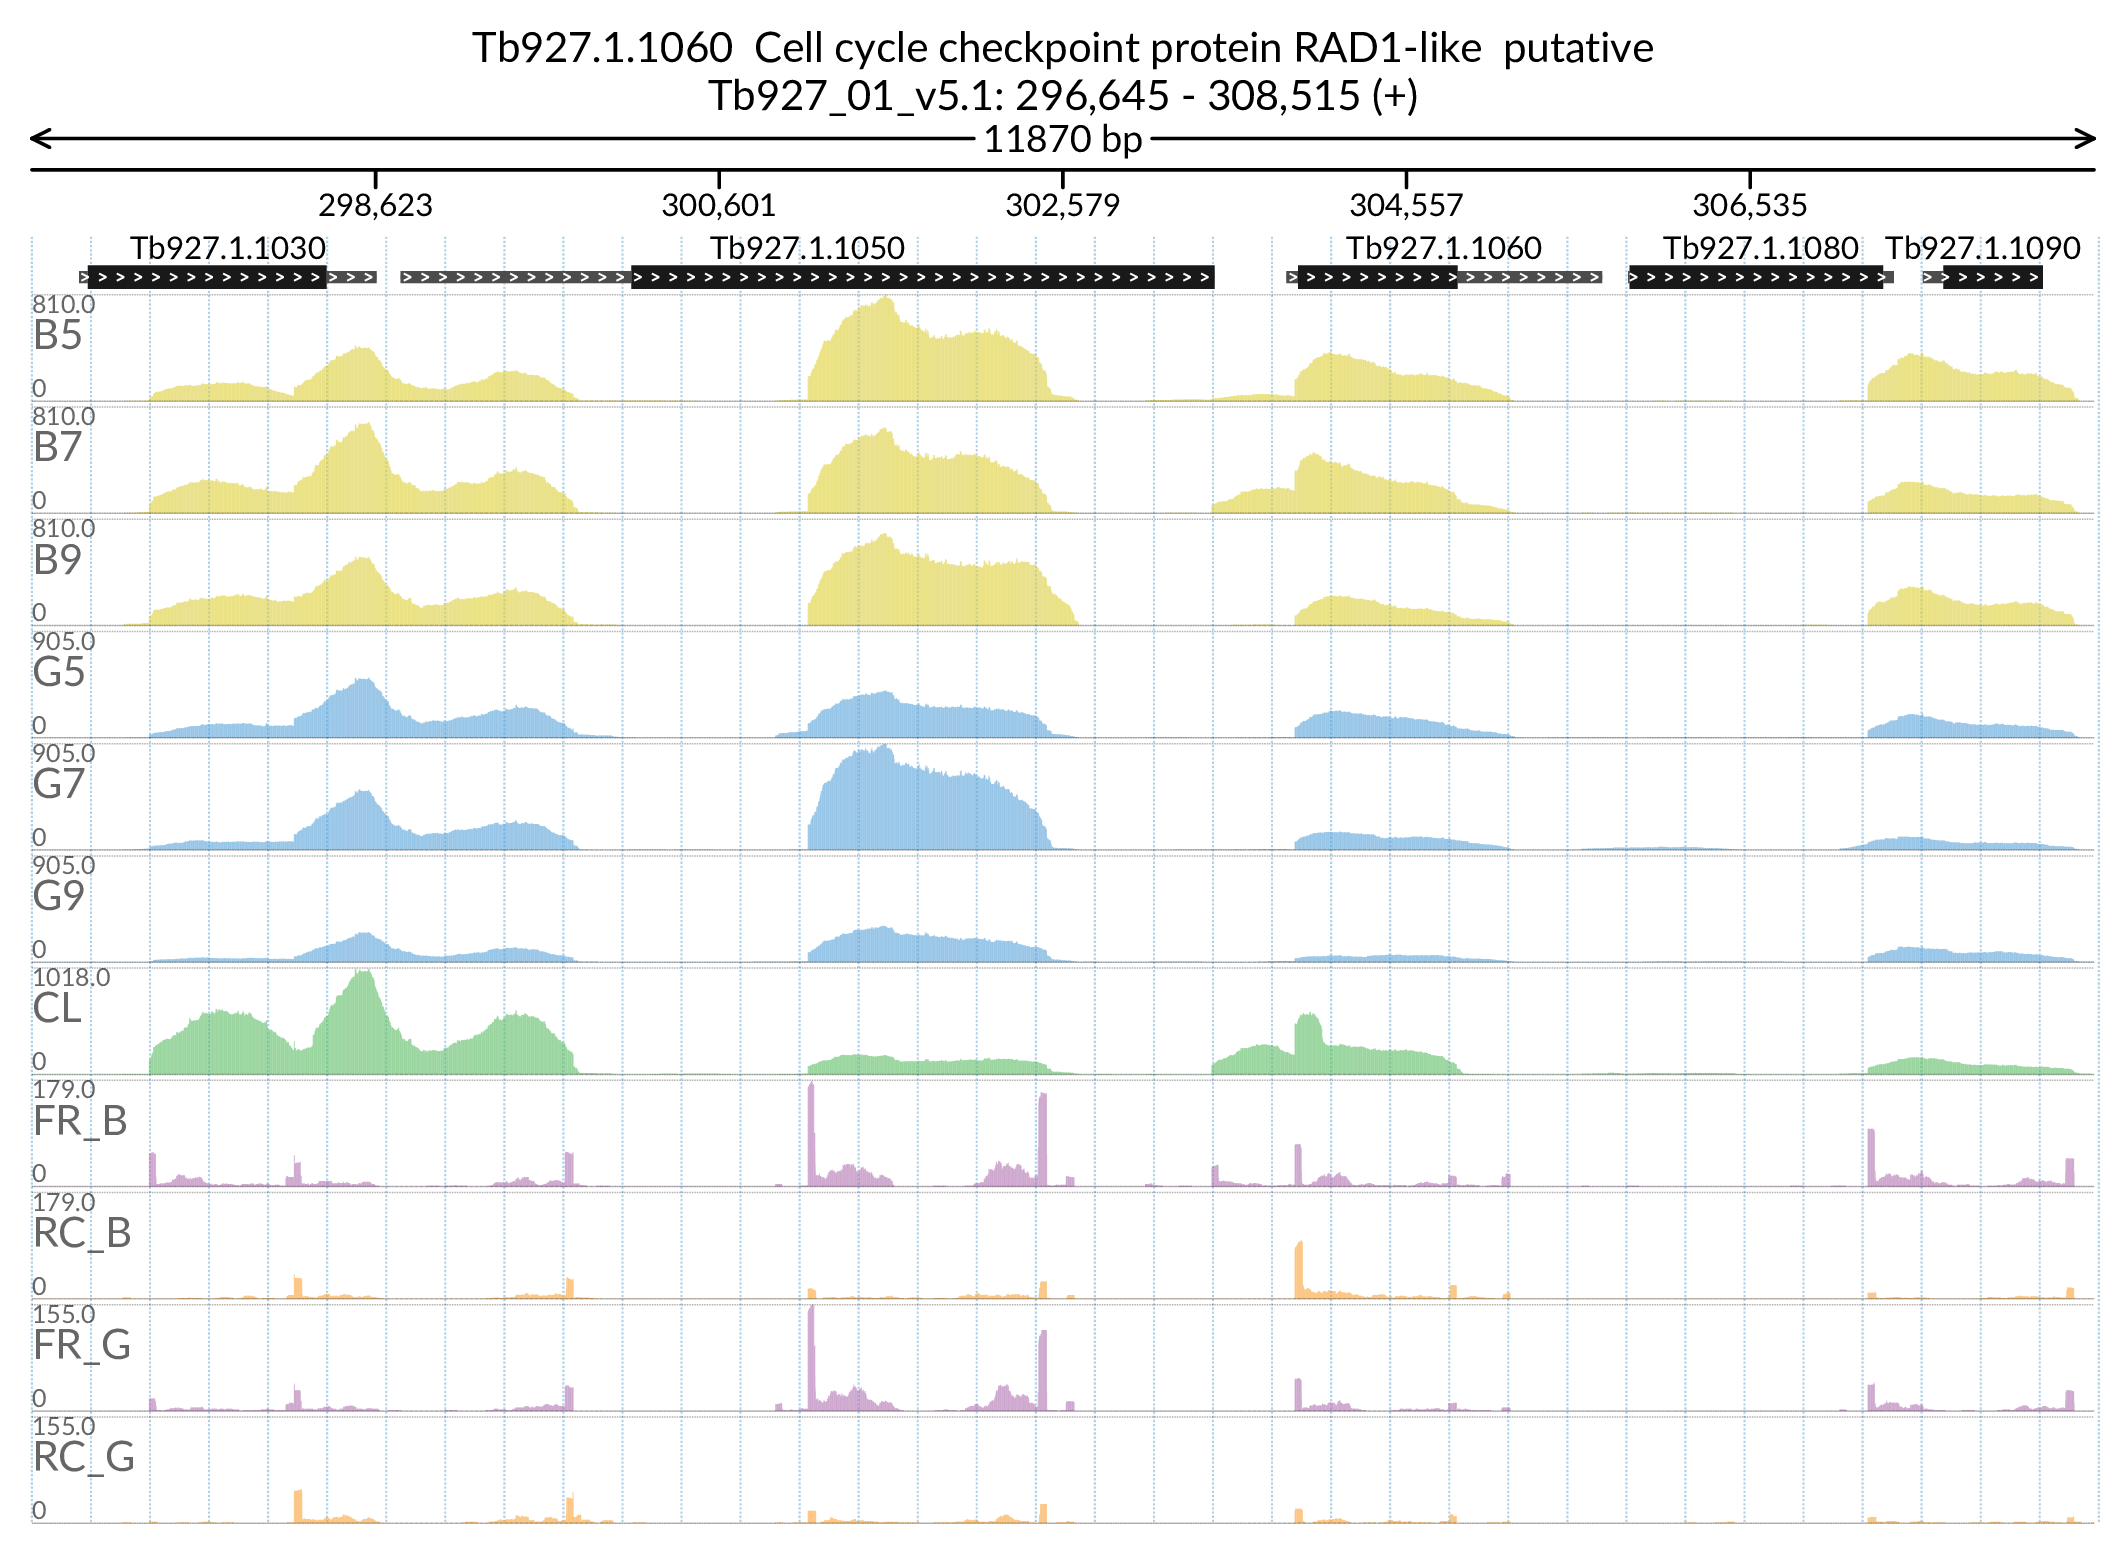 Tb927.1.1060  Cell cycle checkpoint protein RAD1-like  putative
Tb927_01_v5.1: 296,645 - 308,515 (+)
11870 bp
298,623 300,601 302,579 304,557 306,535
Tb927.1.1030 Tb927.1.1050 Tb927.1.1060 Tb927.1.1080 Tb927.1.1090
810.0
B5
0
810.0
B7
0
810.0
B9
0
905.0
G5
0
905.0
G7
0
905.0
G9
0
1018.0
CL
0
179.0
FR_B
0
179.0
RC_B
0
155.0
FR_G
0
155.0
RC_G
0